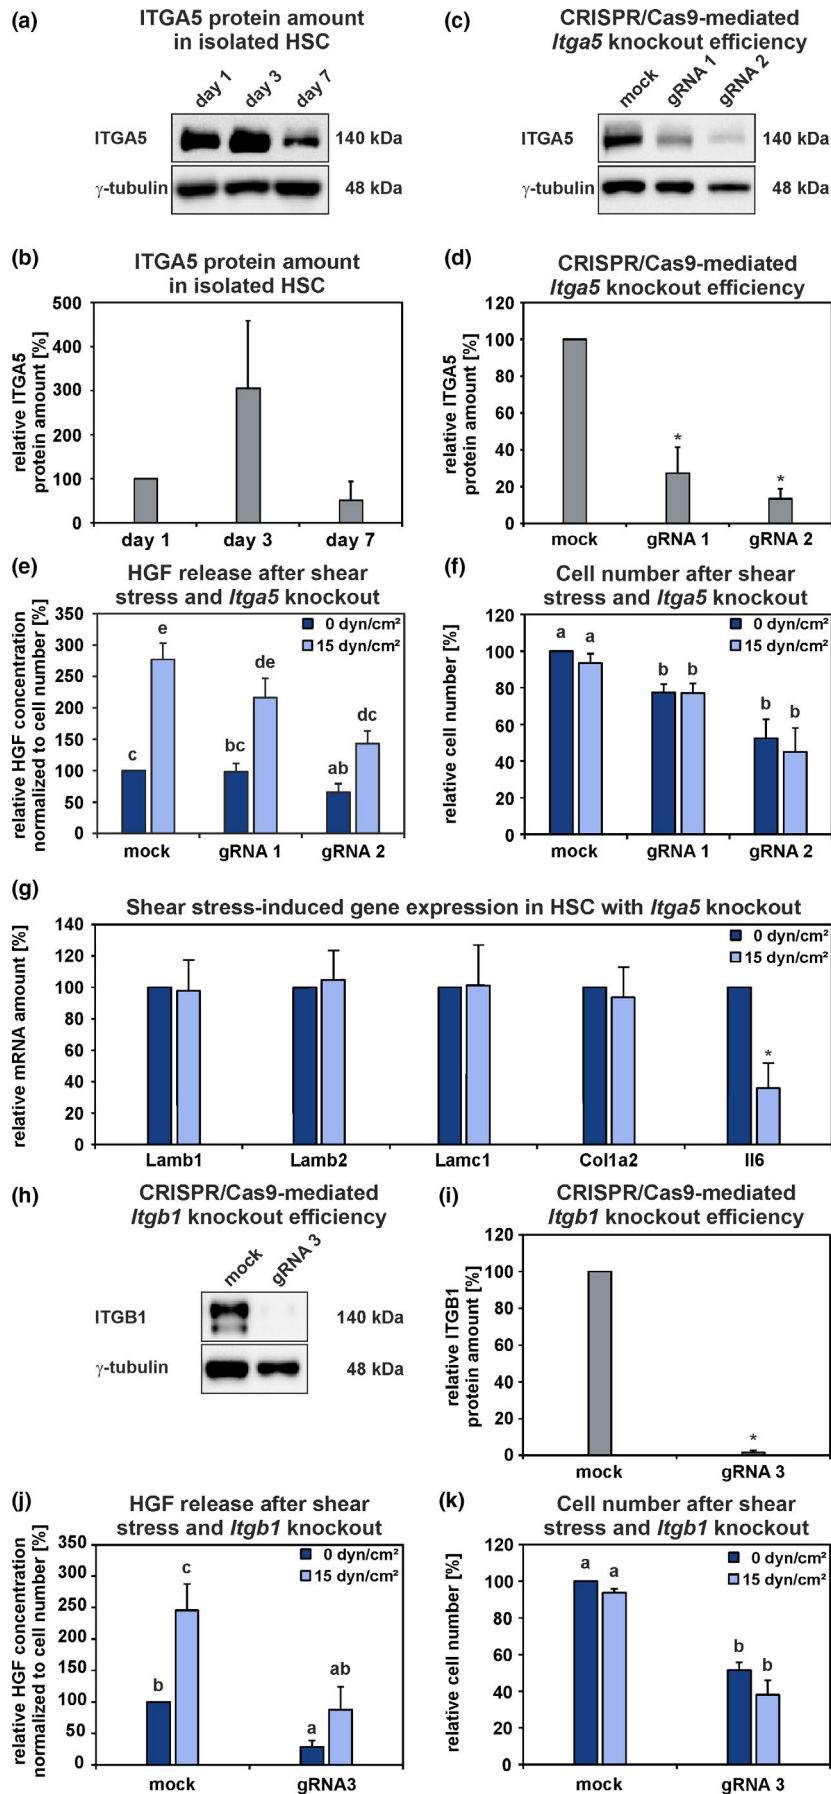 (a)
ITGA5 protein amount
in isolated HSC
day 1 day 3 day 7
ITGA5 140 kDa
γ-tubulin 48 kDa
(c)
CRISPR/Cas9-mediated
Itga5 knockout efficiency
mock gRNA 1 gRNA 2
ITGA5 140 kDa
γ-tubulin 48 kDa
(b)
ITGA5 protein amount
in isolated HSC
relative ITGA5
protein amount [%]
500
400
300
200
100
0
day 1 day 3 day 7
(d)
CRISPR/Cas9-mediated
Itga5 knockout efficiency
relative ITGA5
protein amount [%]
120
100
80
60
40
20
0
* *
mock gRNA 1 gRNA 2
(e)
HGF release after shear
stress and Itga5 knockout
relative HGF concentration
normalized to cell number [%]
350
300
250
200
150
100
50
0
0 dyn/cm²
15 dyn/cm²
c e bc de ab dc
mock gRNA 1 gRNA 2
(f)
Cell number after shear
stress and Itga5 knockout
relative cell number [%]
120
100
80
60
40
20
0
0 dyn/cm²
15 dyn/cm²
a a b b b b
mock gRNA 1 gRNA 2
(g)
Shear stress-induced gene expression in HSC with Itga5 knockout
relative mRNA amount [%]
140
120
100
80
60
40
20
0
0 dyn/cm²
15 dyn/cm²
*
Lamb1 Lamb2 Lamc1 Col1a2 Il6
(h)
CRISPR/Cas9-mediated
Itgb1 knockout efficiency
mock gRNA 3
ITGB1 140 kDa
γ-tubulin 48 kDa
(i)
CRISPR/Cas9-mediated
Itgb1 knockout efficiency
relative ITGB1
protein amount [%]
120
100
80
60
40
20
0
*
mock gRNA 3
(j)
HGF release after shear
stress and Itgb1 knockout
relative HGF concentration
normalized to cell number [%]
350
300
250
200
100
50
0
0 dyn/cm²
15 dyn/cm²
b c a ab
mock gRNA3
(k)
Cell number after shear
stress and Itgb1 knockout
relative cell number [%]
120
100
80
60
40
20
0
0 dyn/cm²
15 dyn/cm²
a a b b
mock gRNA 3